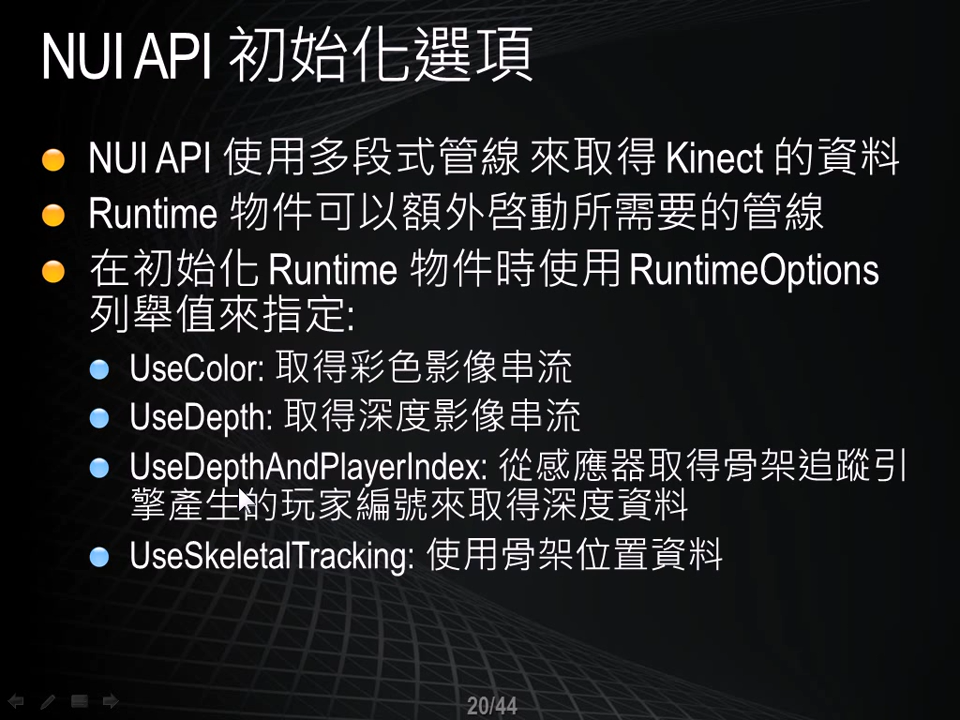 NUI API 初始化選項
NUI API 使用多段式管線 來取得 Kinect 的資料
Runtime 物件可以額外啓動所需要的管線
在初始化 Runtime 物件時使用 RuntimeOptions
列舉值來指定:
UseColor: 取得彩色影像串流
UseDepth: 取得深度影像串流
UseDepthAndPlayerIndex: 從感應器取得骨架追蹤引
擎產生的玩家編號來取得深度資料
UseSkeletalTracking: 使用骨架位置資料
20/44